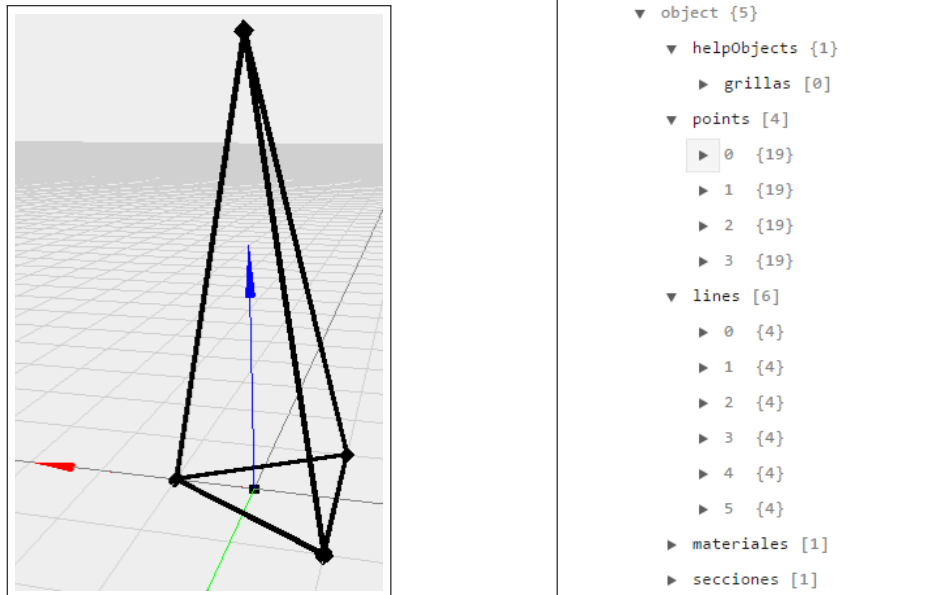 object {5}
helpObjects {1}
grillas [0]
points [4]
0 {19}
1 {19}
2 {19}
3 {19}
lines [6]
0 {4}
1 {4}
2 {4}
3 {4}
4 {4}
5 {4}
materiales [1]
secciones [1]